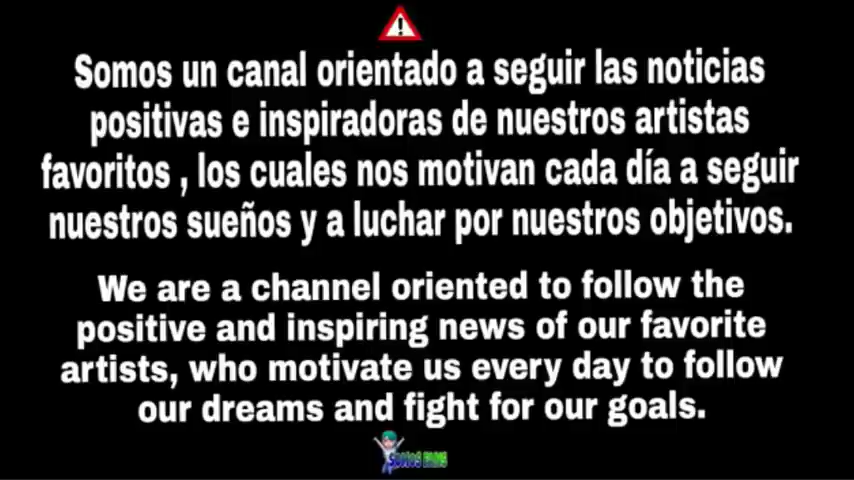 Somos un canal orientado a seguir las noticias
positivas e inspiradoras de nuestros artistas
favoritos , los cuales nos motivan cada día a seguir
nuestros sueños y a luchar por nuestros objetivos.
We are a channel oriented to follow the
positive and inspiring news of our favorite
artists, who motivate us every day to follow
our dreams and fight for our goals.
SOMOS FANS